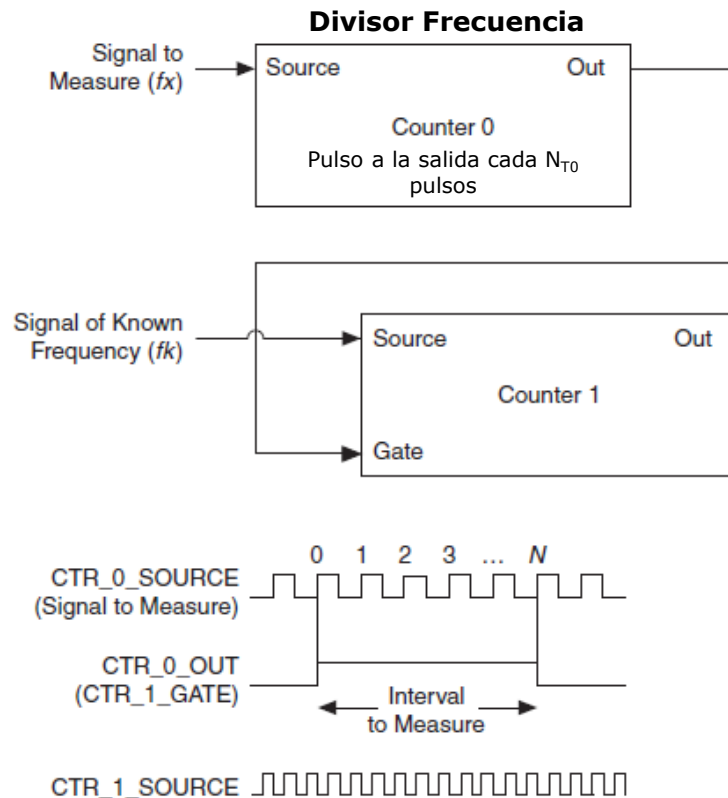 Divisor Frecuencia
Signal to
Measure (fx)
Source
Out
Counter 0
Pulso a la salida cada NT0
pulsos
Signal of Known
Frequency (fk)
Source
Out
Counter 1
Gate
0 1 2 3 ... N
CTR_0_SOURCE
(Signal to Measure)
CTR_0_OUT
(CTR_1_GATE)
Interval
to Measure
CTR_1_SOURCE